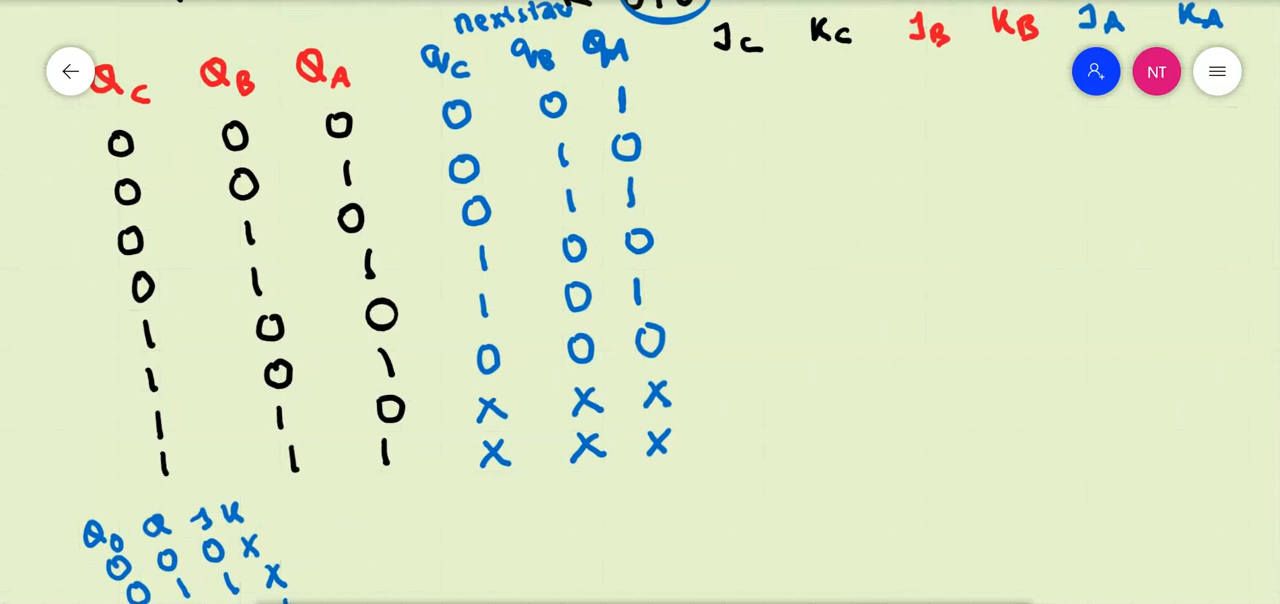 nextstat
Qc QB QA qc qB qA Jc Kc JB KB JA KA
NT
0 0 0 0 0 1
0 0 1 0 1 0
0 1 0 0 1 1
0 1 1 1 0 0
1 0 0 1 0 1
1 0 1 0 0 0
1 1 0 x x x
1 1 1 x x x
Q0 Q J K
0 0 0 x
0 1 1 x